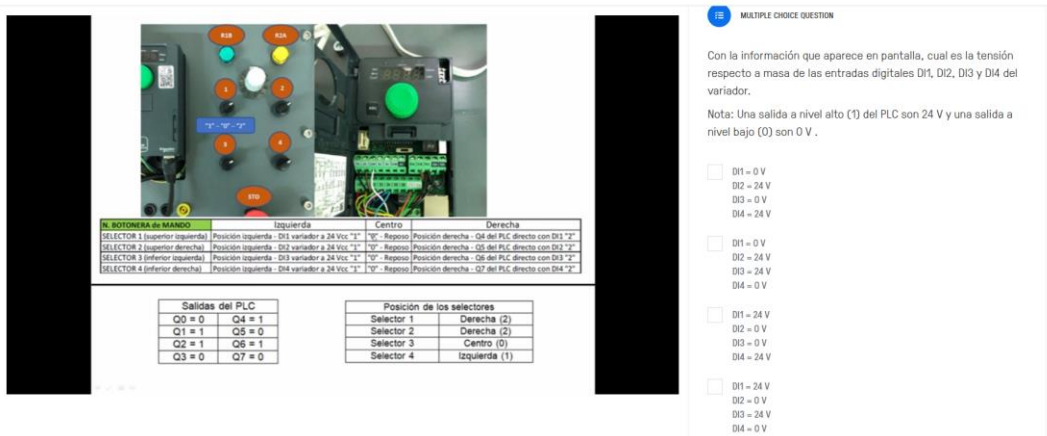 MULTIPLE CHOICE QUESTION
Con la información que aparece en pantalla, cual es la tensión
respecto a masa de las entradas digitales DI1, DI2, DI3 y DI4 del
variador.
Nota: Una salida a nivel alto (1) del PLC son 24 V y una salida a
nivel bajo (0) son 0 V .
DI1 = 0 V
DI2 = 24 V
DI3 = 0 V
DI4 = 24 V
DI1 = 0 V
DI2 = 24 V
DI3 = 24 V
DI4 = 0 V
DI1 = 24 V
DI2 = 0 V
DI3 = 0 V
DI4 = 24 V
DI1 = 24 V
DI2 = 0 V
DI3 = 24 V
DI4 = 0 V
R1B R2A
1 2
"1" - "0" - "2"
3 4
STO
N. BOTONERA de MANDO Izquierda Centro Derecha
SELECTOR 1 (superior izquierda) Posición izquierda - DI1 variador a 24 Vcc "1" "0" - Reposo Posición derecha - Q4 del PLC directo con DI1 "2"
SELECTOR 2 (superior derecha) Posición izquierda - DI2 variador a 24 Vcc "1" "0" - Reposo Posición derecha - Q5 del PLC directo con DI2 "2"
SELECTOR 3 (inferior izquierda) Posición izquierda - DI3 variador a 24 Vcc "1" "0" - Reposo Posición derecha - Q6 del PLC directo con DI3 "2"
SELECTOR 4 (inferior derecha) Posición izquierda - DI4 variador a 24 Vcc "1" "0" - Reposo Posición derecha - Q7 del PLC directo con DI4 "2"
Salidas del PLC
Q0 = 0 Q4 = 1
Q1 = 1 Q5 = 0
Q2 = 1 Q6 = 1
Q3 = 0 Q7 = 0
Posición de los selectores
Selector 1 Derecha (2)
Selector 2 Derecha (2)
Selector 3 Centro (0)
Selector 4 Izquierda (1)